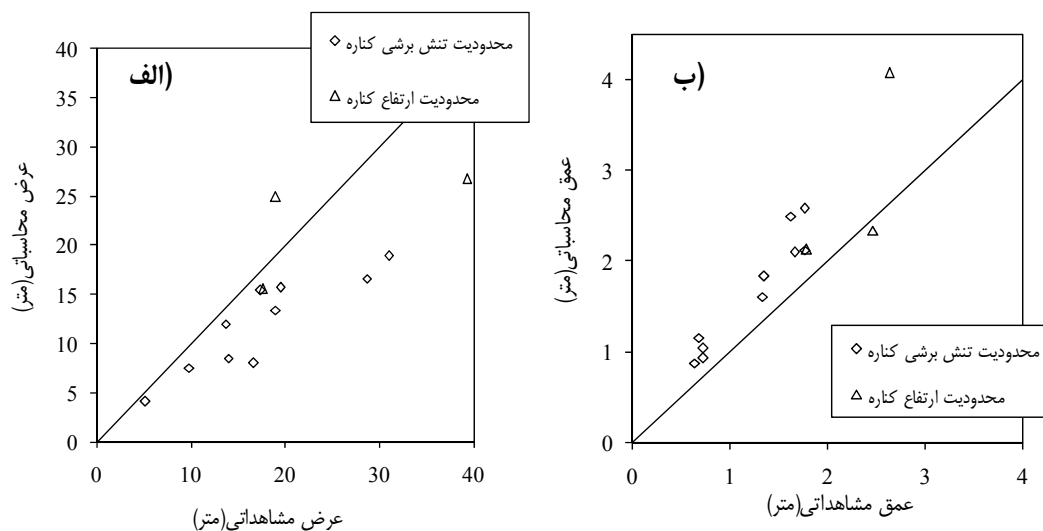 الف)
محدودیت تنش برشی کناره
محدودیت ارتفاع کناره
40
35
30
25
20
15
10
5
0
0 10 20 30 40
عرض محاسباتی(متر)
عرض مشاهداتی(متر)
ب)
4
3
2
1
0
0 1 2 3 4
محدودیت تنش برشی کناره
محدودیت ارتفاع کناره
عمق محاسباتی(متر)
عمق مشاهداتی(متر)